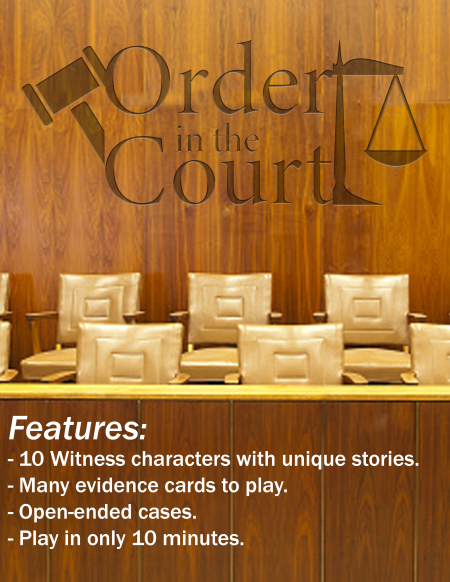 Order
in the
Court
Features:
- 10 Witness characters with unique stories.
- Many evidence cards to play.
- Open-ended cases.
- Play in only 10 minutes.